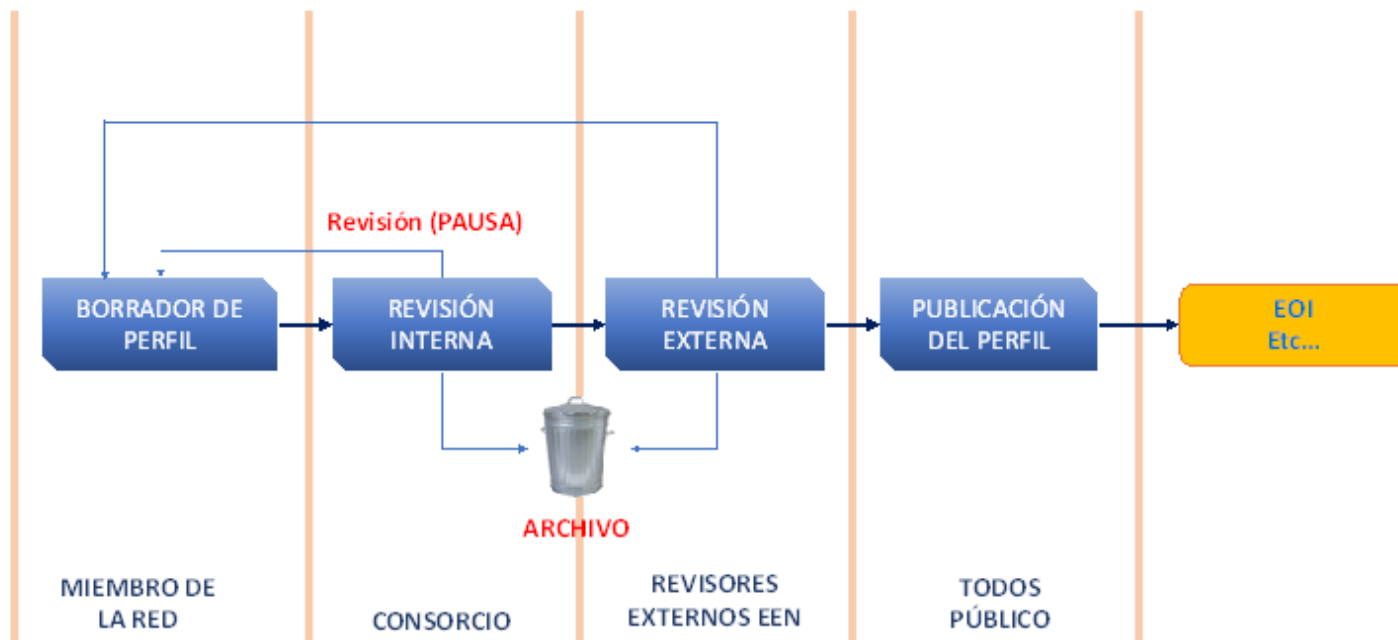 Revisión (PAUSA)
BORRADOR DE
PERFIL
REVISIÓN
INTERNA
REVISIÓN
EXTERNA
PUBLICACIÓN
DEL PERFIL
EOI
Etc...
ARCHIVO
MIEMBRO DE
LA RED
CONSORCIO
REVISORES
EXTERNOS EEN
TODOS
PÚBLICO